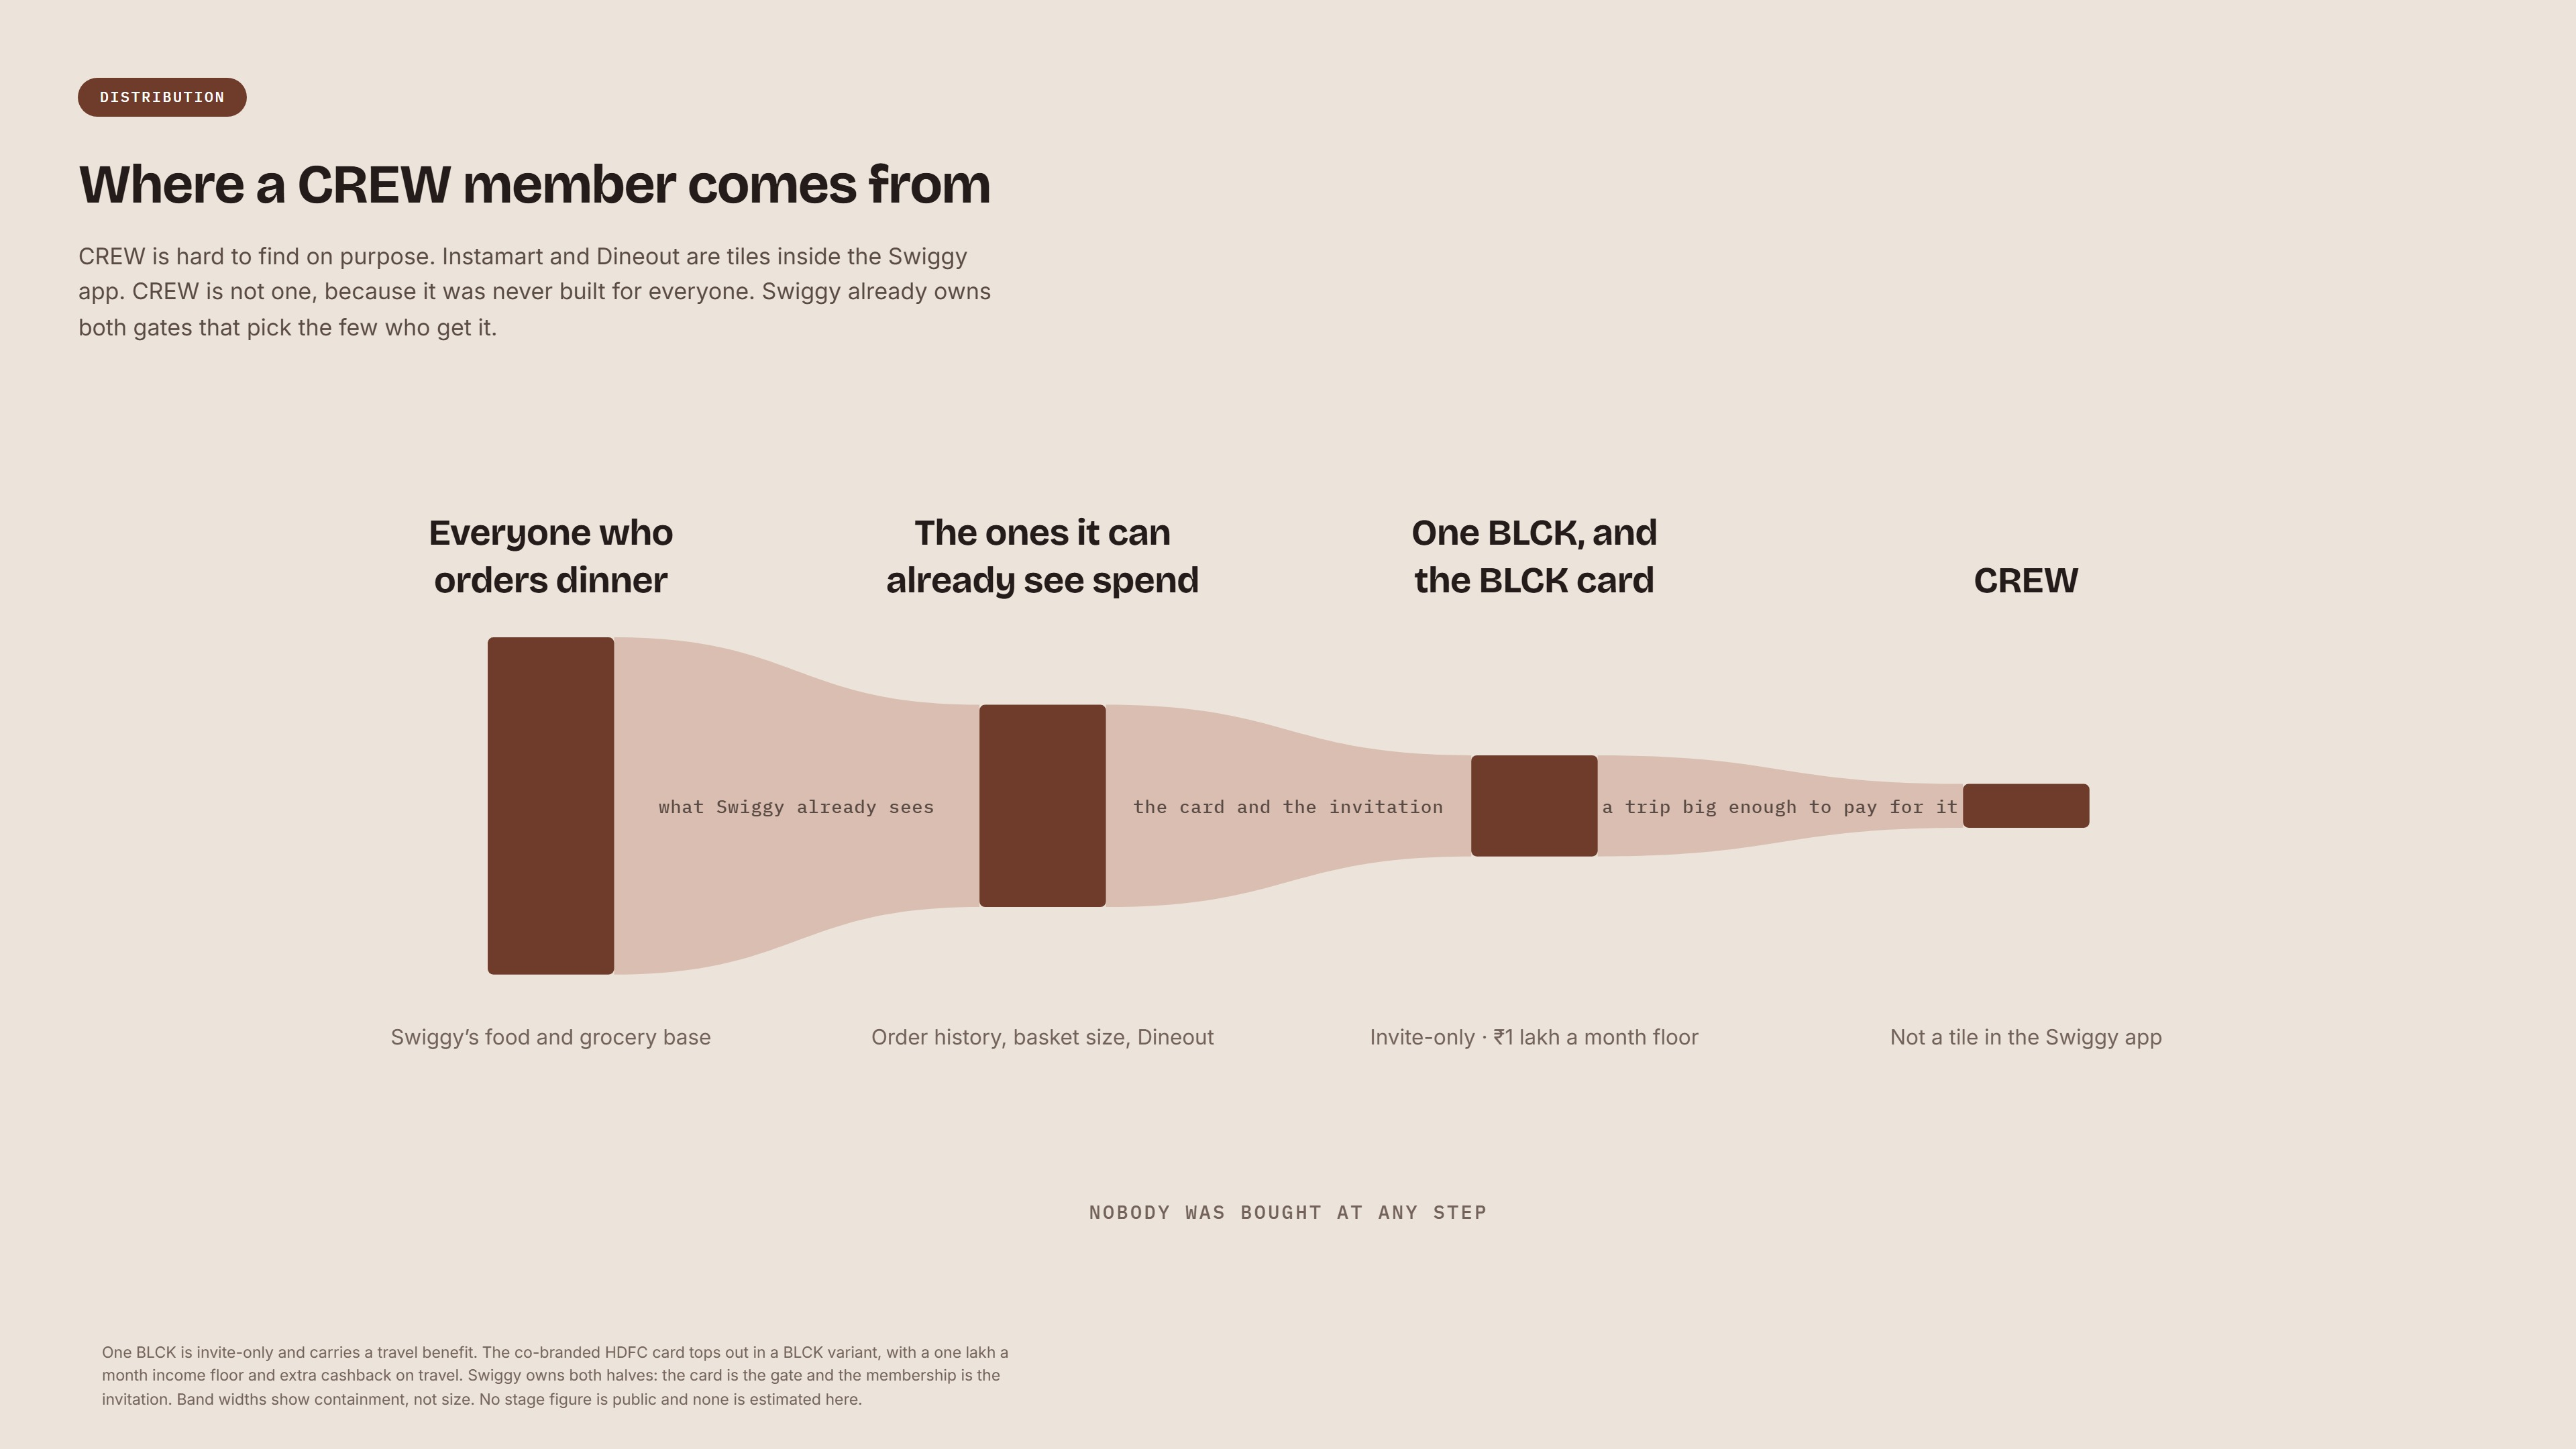 DISTRIBUTION
Where a CREW member comes from
CREW is hard to find on purpose. Instamart and Dineout are tiles inside the Swiggy
app. CREW is not one, because it was never built for everyone. Swiggy already owns
both gates that pick the few who get it.
Everyone who
orders dinner
The ones it can
already see spend
One BLCK, and
the BLCK card
CREW
what Swiggy already sees
the card and the invitation
a trip big enough to pay for it
Swiggy’s food and grocery base
Order history, basket size, Dineout
Invite-only · ₹1 lakh a month floor
Not a tile in the Swiggy app
NOBODY WAS BOUGHT AT ANY STEP
One BLCK is invite-only and carries a travel benefit. The co-branded HDFC card tops out in a BLCK variant, with a one lakh a
month income floor and extra cashback on travel. Swiggy owns both halves: the card is the gate and the membership is the
invitation. Band widths show containment, not size. No stage figure is public and none is estimated here.